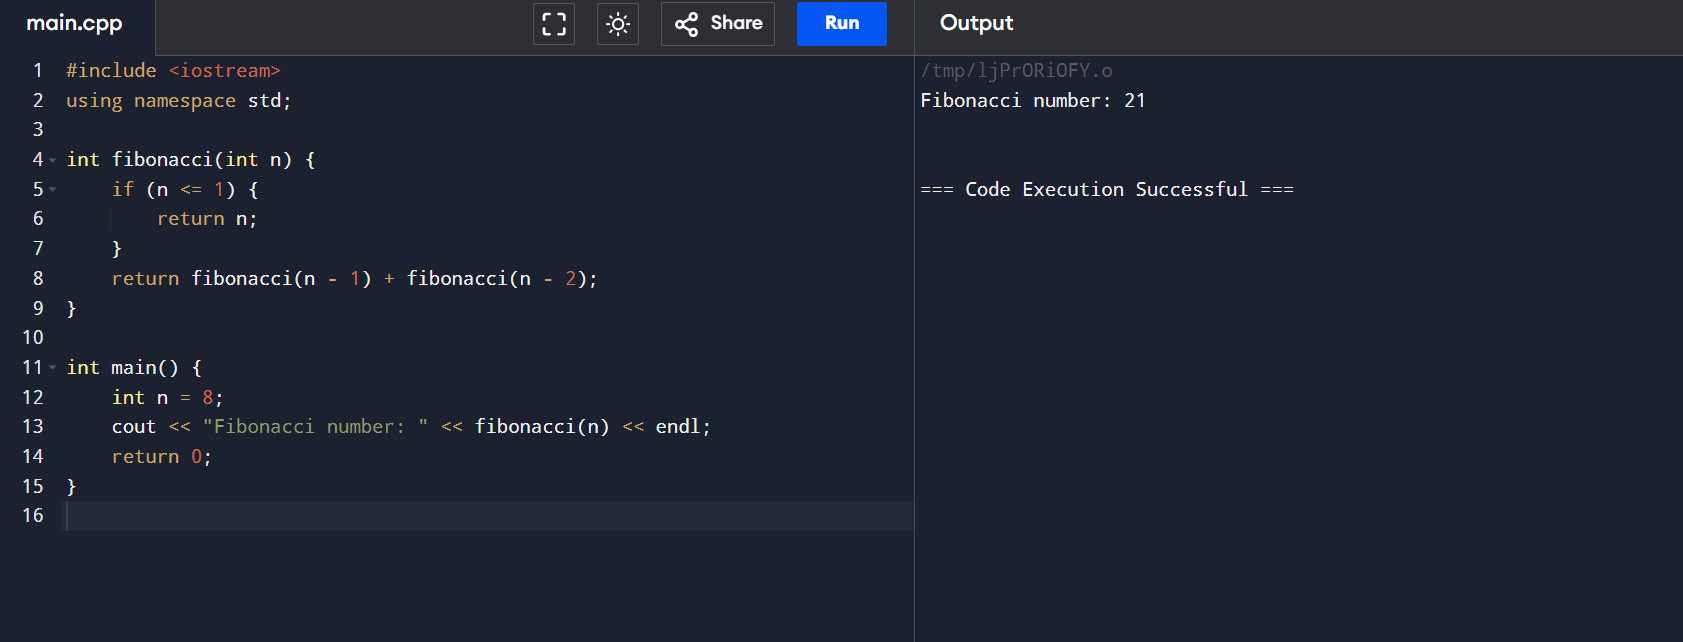 main.cpp
Share
Run
Output
1 #include <iostream>
2 using namespace std;
3
4 int fibonacci(int n) {
5     if (n <= 1) {
6         return n;
7     }
8     return fibonacci(n - 1) + fibonacci(n - 2);
9 }
10
11 int main() {
12     int n = 8;
13     cout << "Fibonacci number: " << fibonacci(n) << endl;
14     return 0;
15 }
16
/tmp/ljPrORiOFY.o
Fibonacci number: 21
=== Code Execution Successful ===